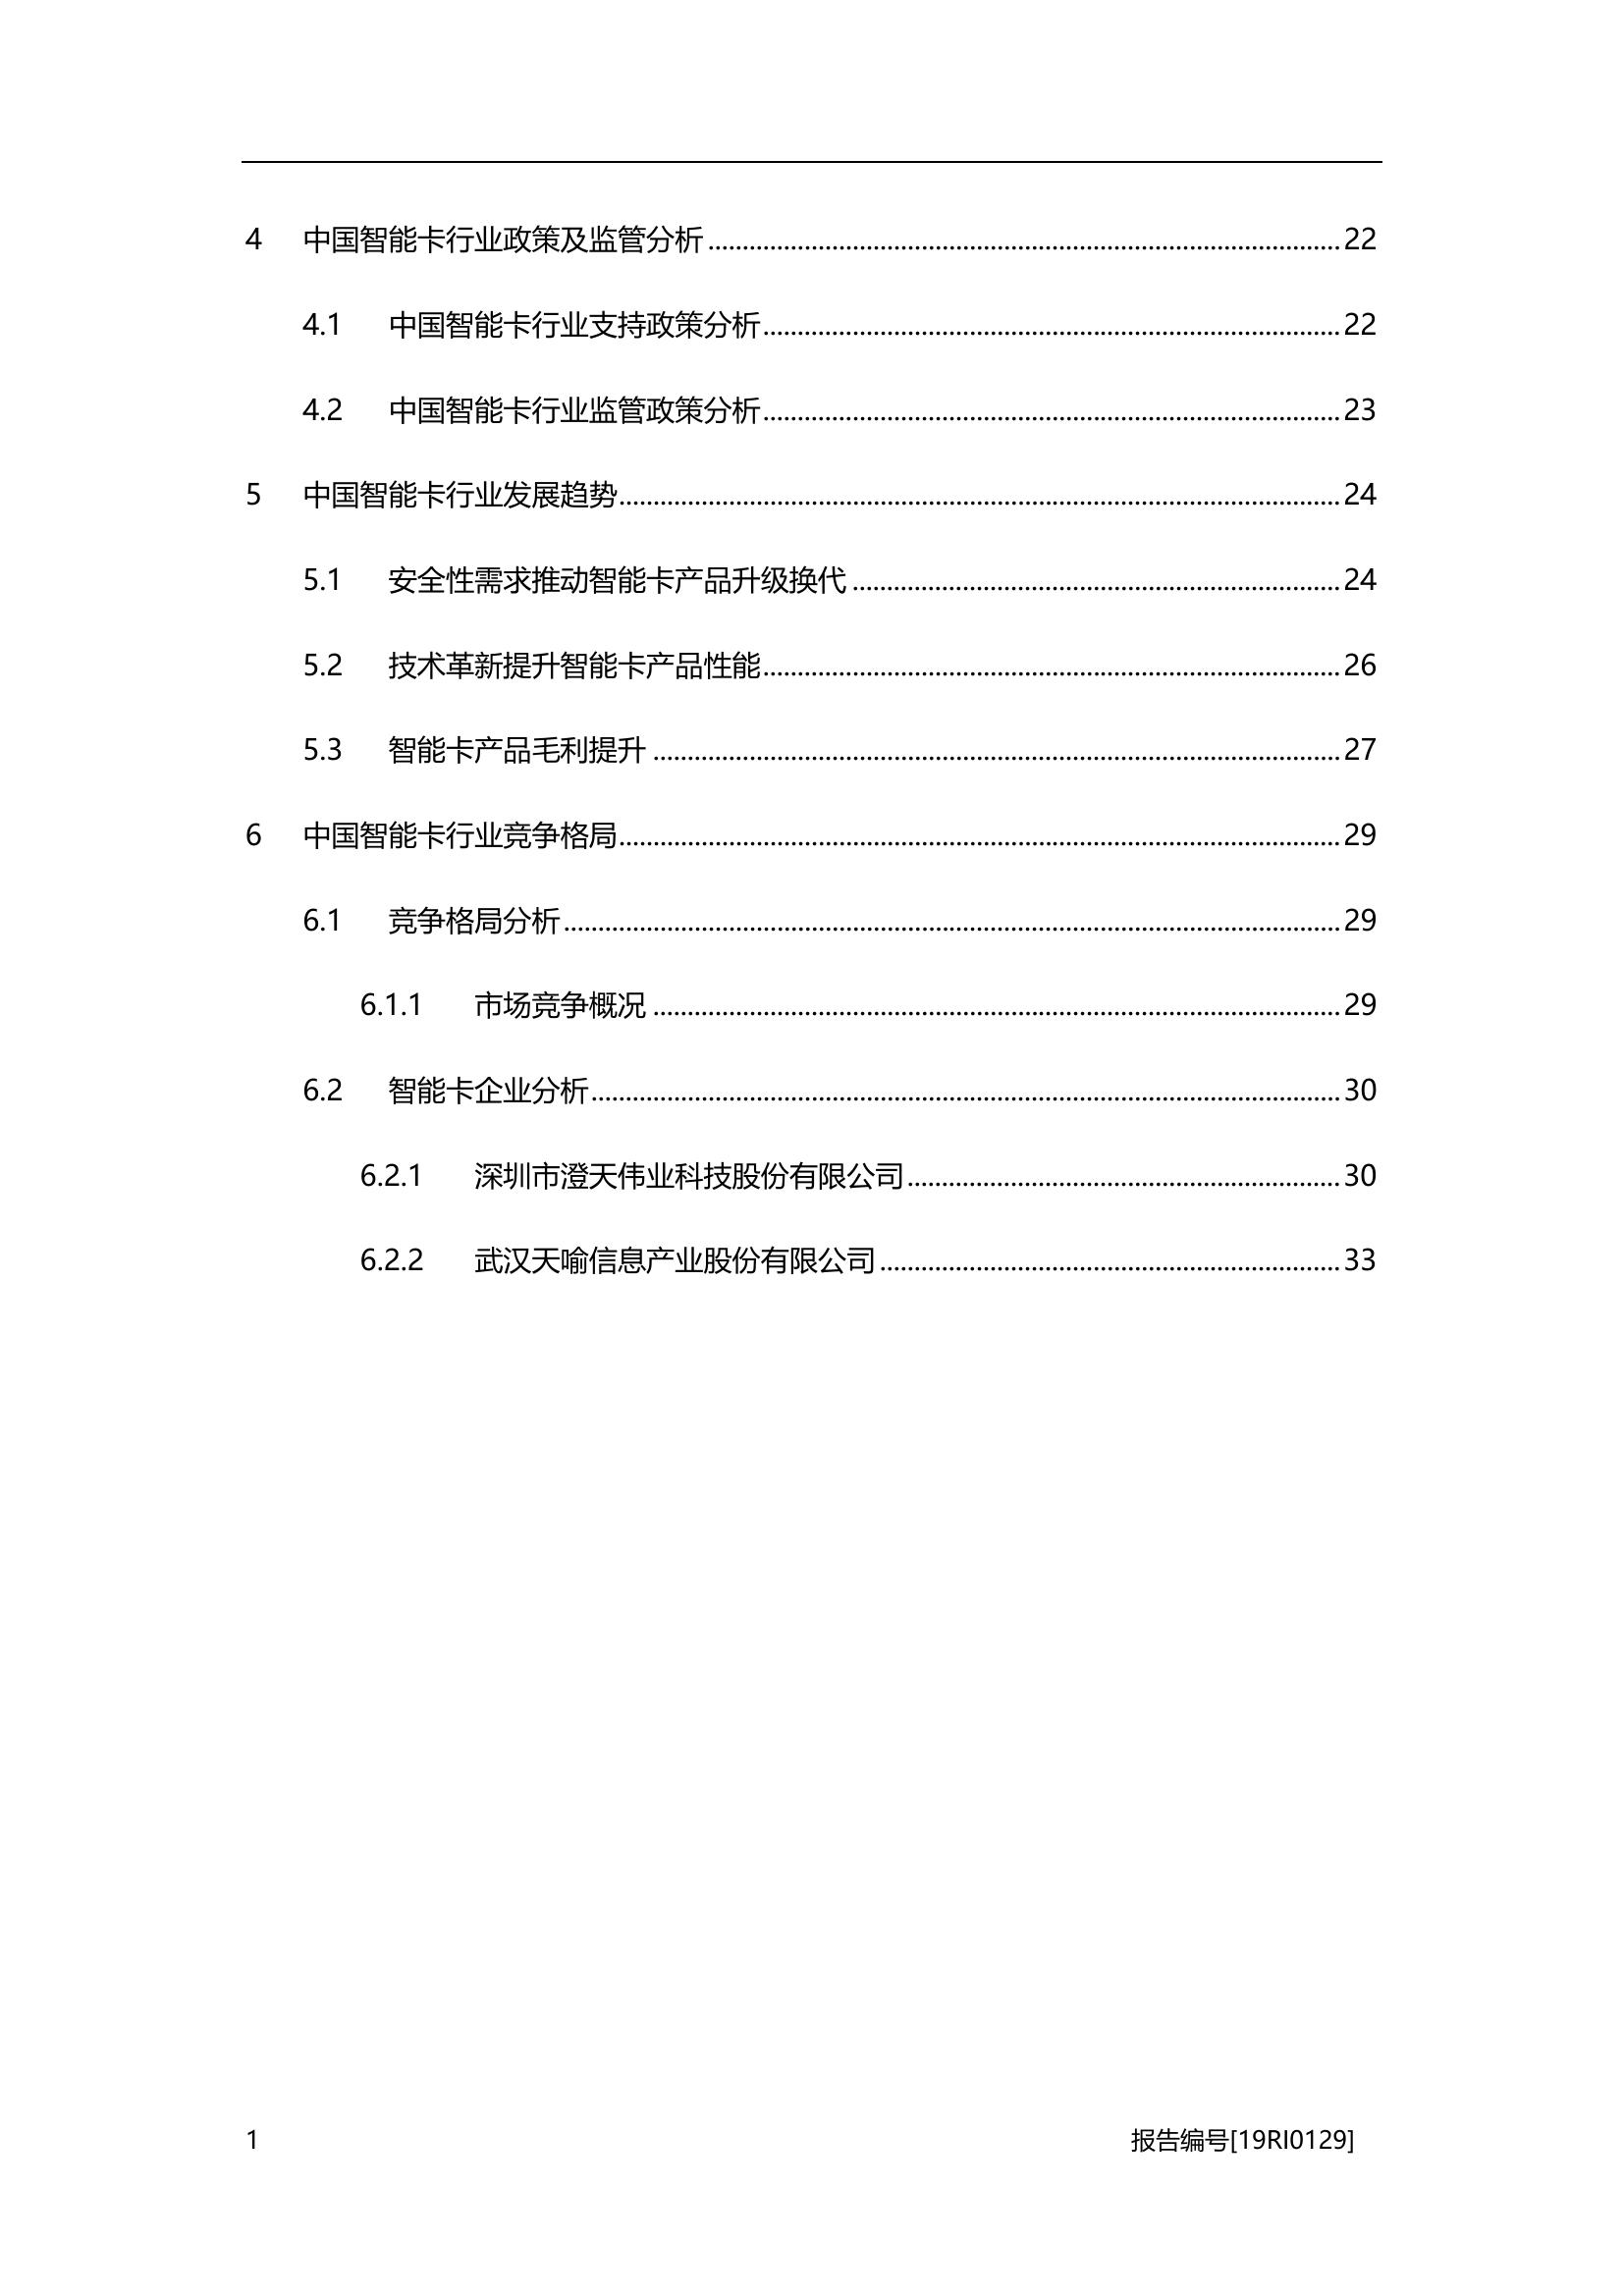 4 中国智能卡行业政策及监管分析 ........................................ 22
4.1 中国智能卡行业支持政策分析 ........................................ 22
4.2 中国智能卡行业监管政策分析 ........................................ 23
5 中国智能卡行业发展趋势 ........................................ 24
5.1 安全性需求推动智能卡产品升级换代 ........................................ 24
5.2 技术革新提升智能卡产品性能 ........................................ 26
5.3 智能卡产品毛利提升 ........................................ 27
6 中国智能卡行业竞争格局 ........................................ 29
6.1 竞争格局分析 ........................................ 29
6.1.1 市场竞争概况 ........................................ 29
6.2 智能卡企业分析 ........................................ 30
6.2.1 深圳市澄天伟业科技股份有限公司 ........................................ 30
6.2.2 武汉天喻信息产业股份有限公司 ........................................ 33
1 报告编号[19RI0129]